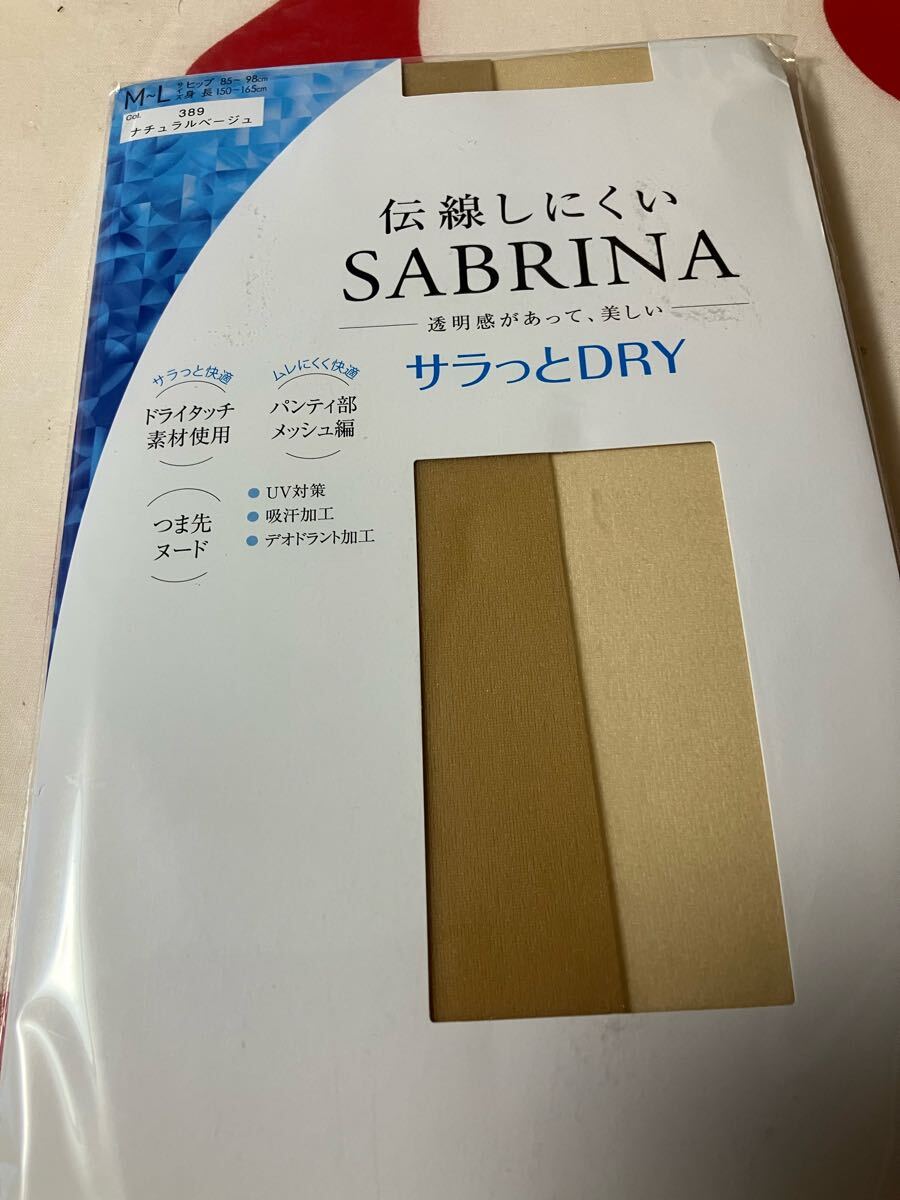 M~L サイズ ヒップ 85~98cm
身長 150~165cm
Col. 389
ナチュラルベージュ
伝線しにくい
SABRINA
透明感があって、美しい
サラっとDRY
サラっと快適
ドライタッチ
素材使用
ムレにくく快適
パンティ部
メッシュ編
つま先
ヌード
UV対策
吸汗加工
デオドラント加工